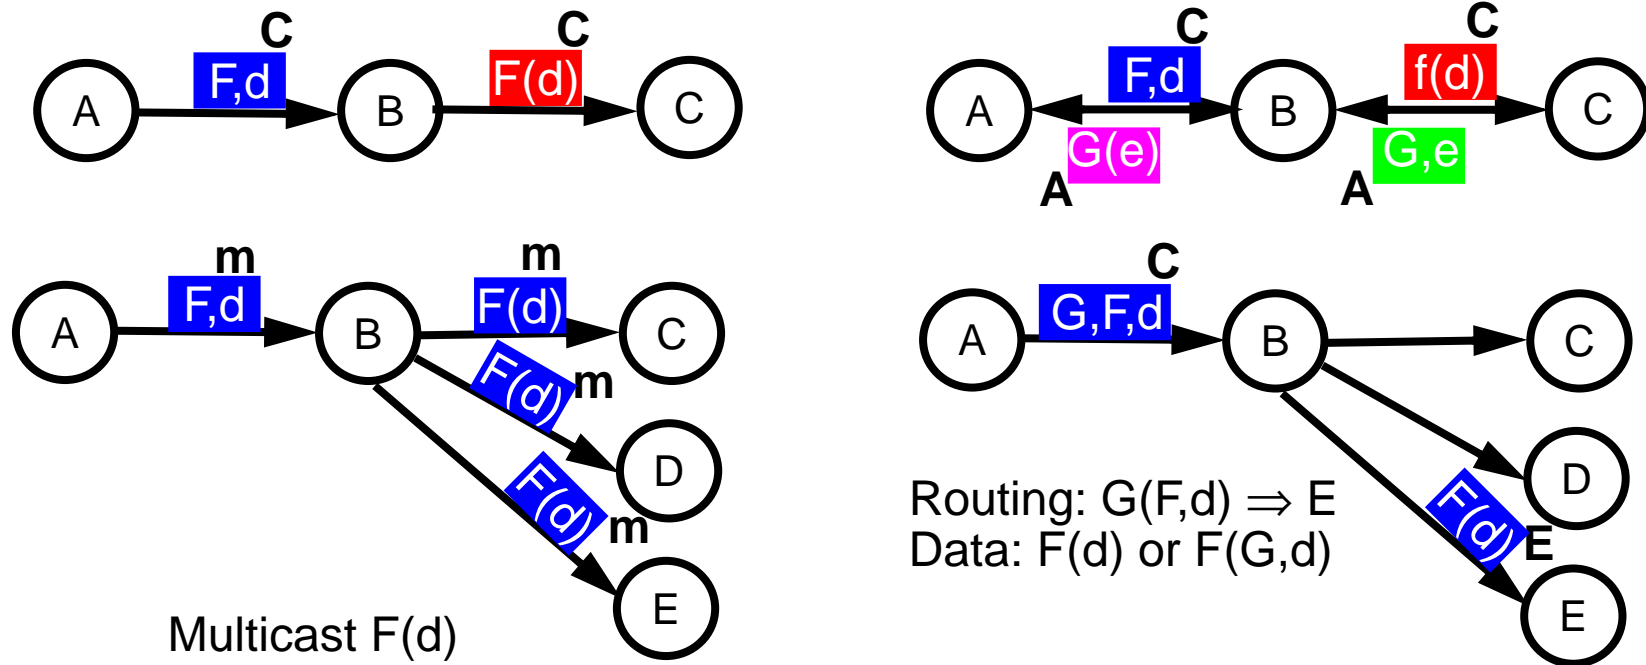 C
F,d
C
F(d)
A
B
C
C
F,d
C
f(d)
A
B
C
G(e)
A
G,e
A
m
F,d
m
F(d)
A
B
C
F(d)
m
D
F(d)
m
E
Multicast F(d)
C
G,F,d
A
B
C
D
Routing: G(F,d) ⇒ E
Data: F(d) or F(G,d)
F(d)
E
E